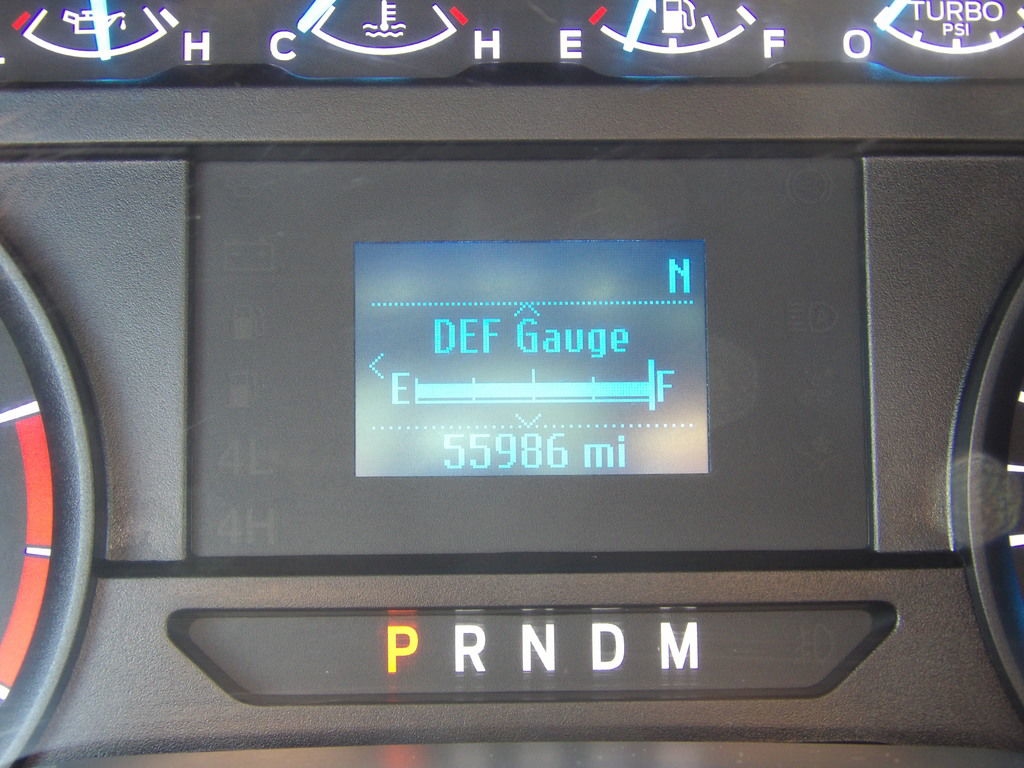 H C H E F O TURBO
PSI
N
DEF Gauge
E F
55986 mi
4L
4H
P R N D M